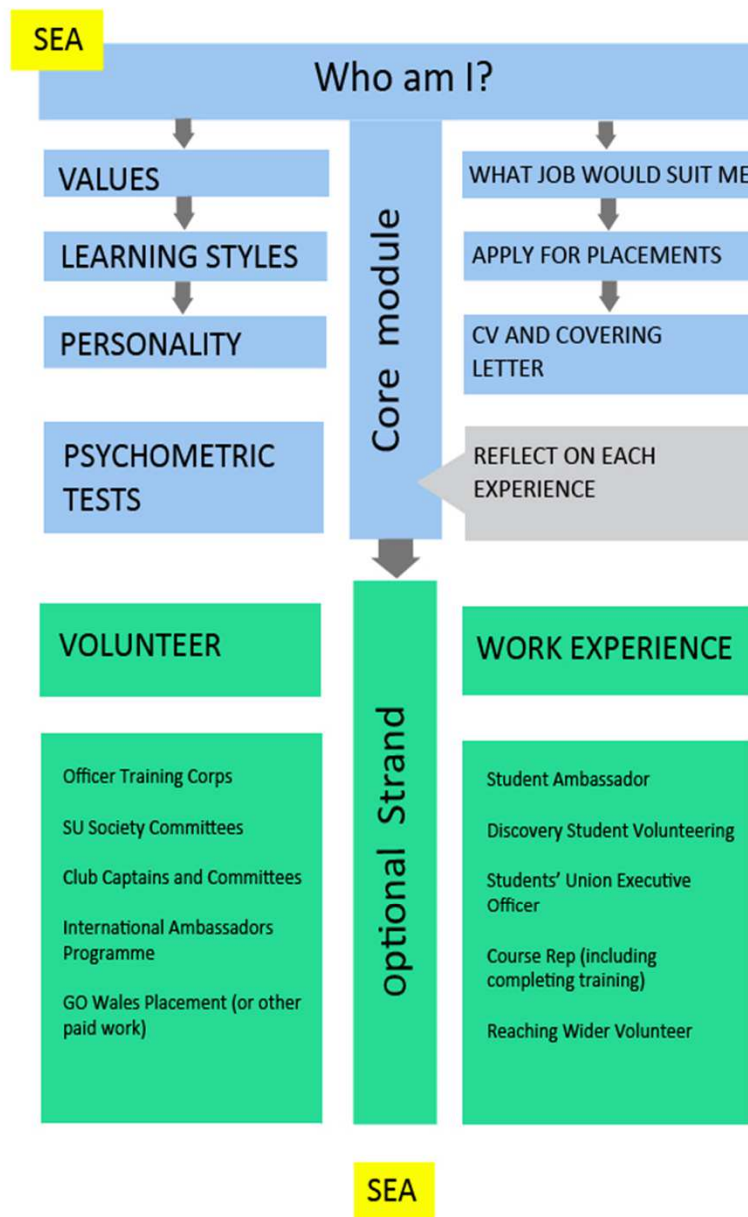 SEA
Who am I?
VALUES
LEARNING STYLES
PERSONALITY
PSYCHOMETRIC
TESTS
Core module
WHAT JOB WOULD SUIT ME
APPLY FOR PLACEMENTS
CV AND COVERING
LETTER
REFLECT ON EACH
EXPERIENCE
VOLUNTEER
Officer Training Corps
SU Society Committees
Club Captains and Committees
International Ambassadors
Programme
GO Wales Placement (or other
paid work)
Optional Strand
WORK EXPERIENCE
Student Ambassador
Discovery Student Volunteering
Students' Union Executive
Officer
Course Rep (including
completing training)
Reaching Wider Volunteer
SEA